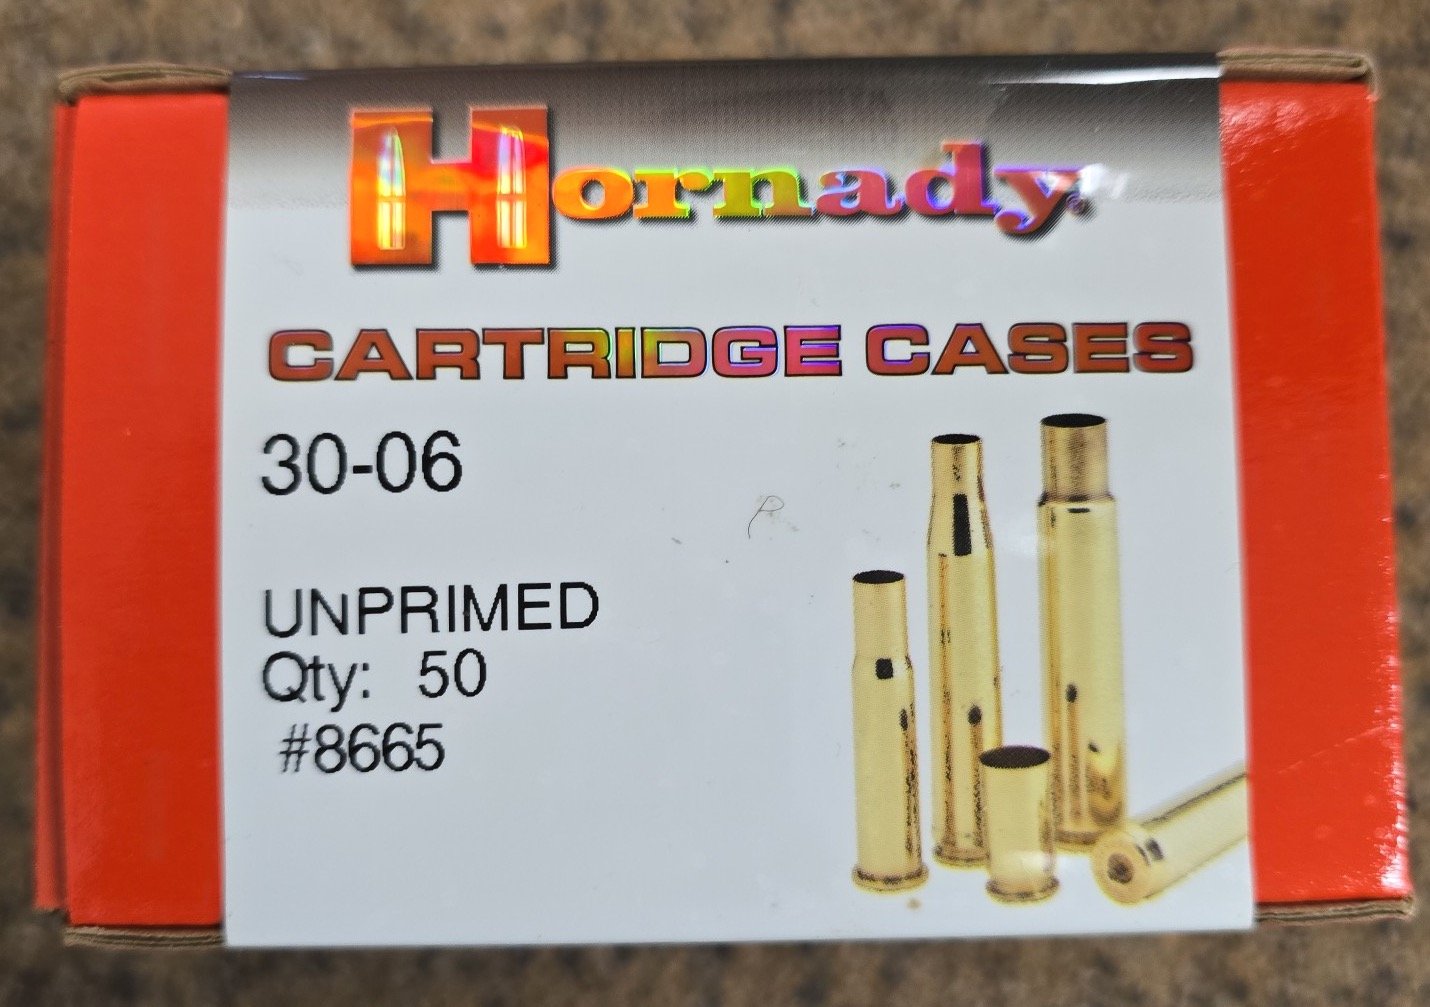 Hornady®
CARTRIDGE CASES
30-06
UNPRIMED
Qty: 50
#8665